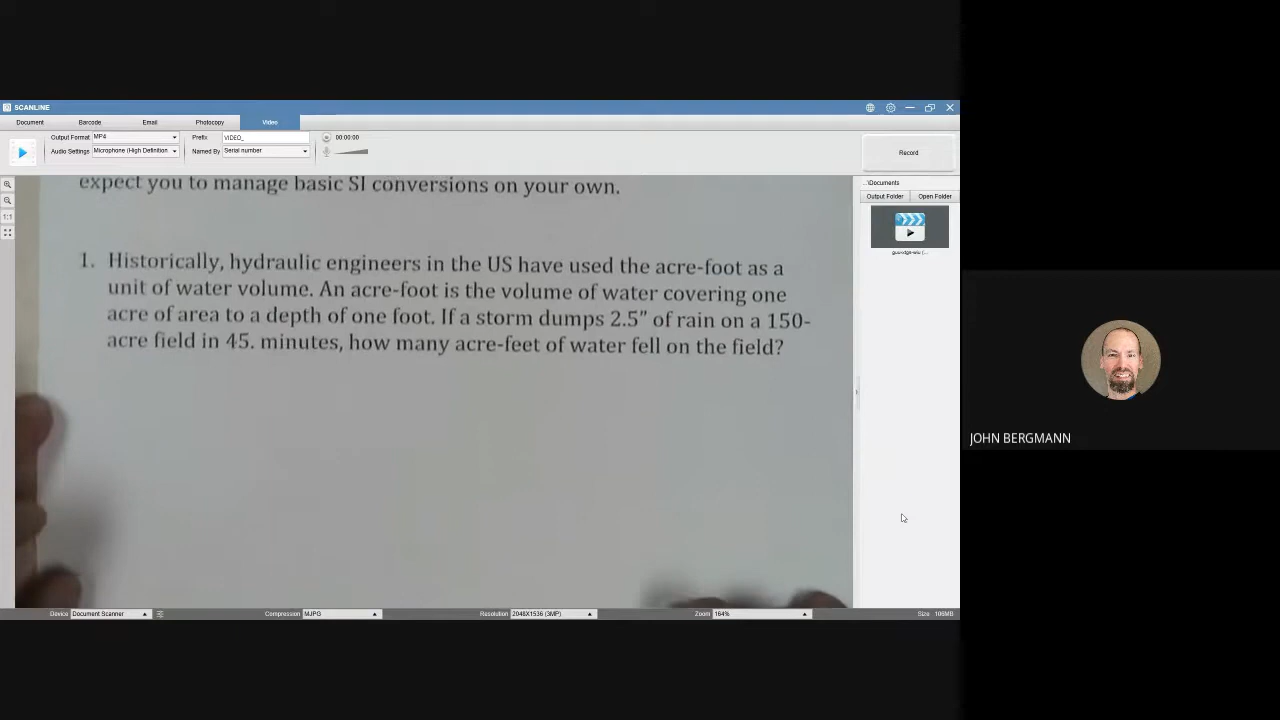 SCANLINE
Document Barcode Email Photocopy Video
Output Format MP4 Prefix VIDEO_ 00:00:00
Audio Settings Microphone (High Definition Named By Serial number
Record
...\Documents
Output Folder Open Folder
expect you to manage basic SI conversions on your own.
1. Historically, hydraulic engineers in the US have used the acre-foot as a
unit of water volume. An acre-foot is the volume of water covering one
acre of area to a depth of one foot. If a storm dumps 2.5” of rain on a 150-
acre field in 45. minutes, how many acre-feet of water fell on the field?
1:1
JOHN BERGMANN
Device Document Scanner Compression MJPG Resolution 2048X1536 (3MP) Zoom 164% Size 106MB